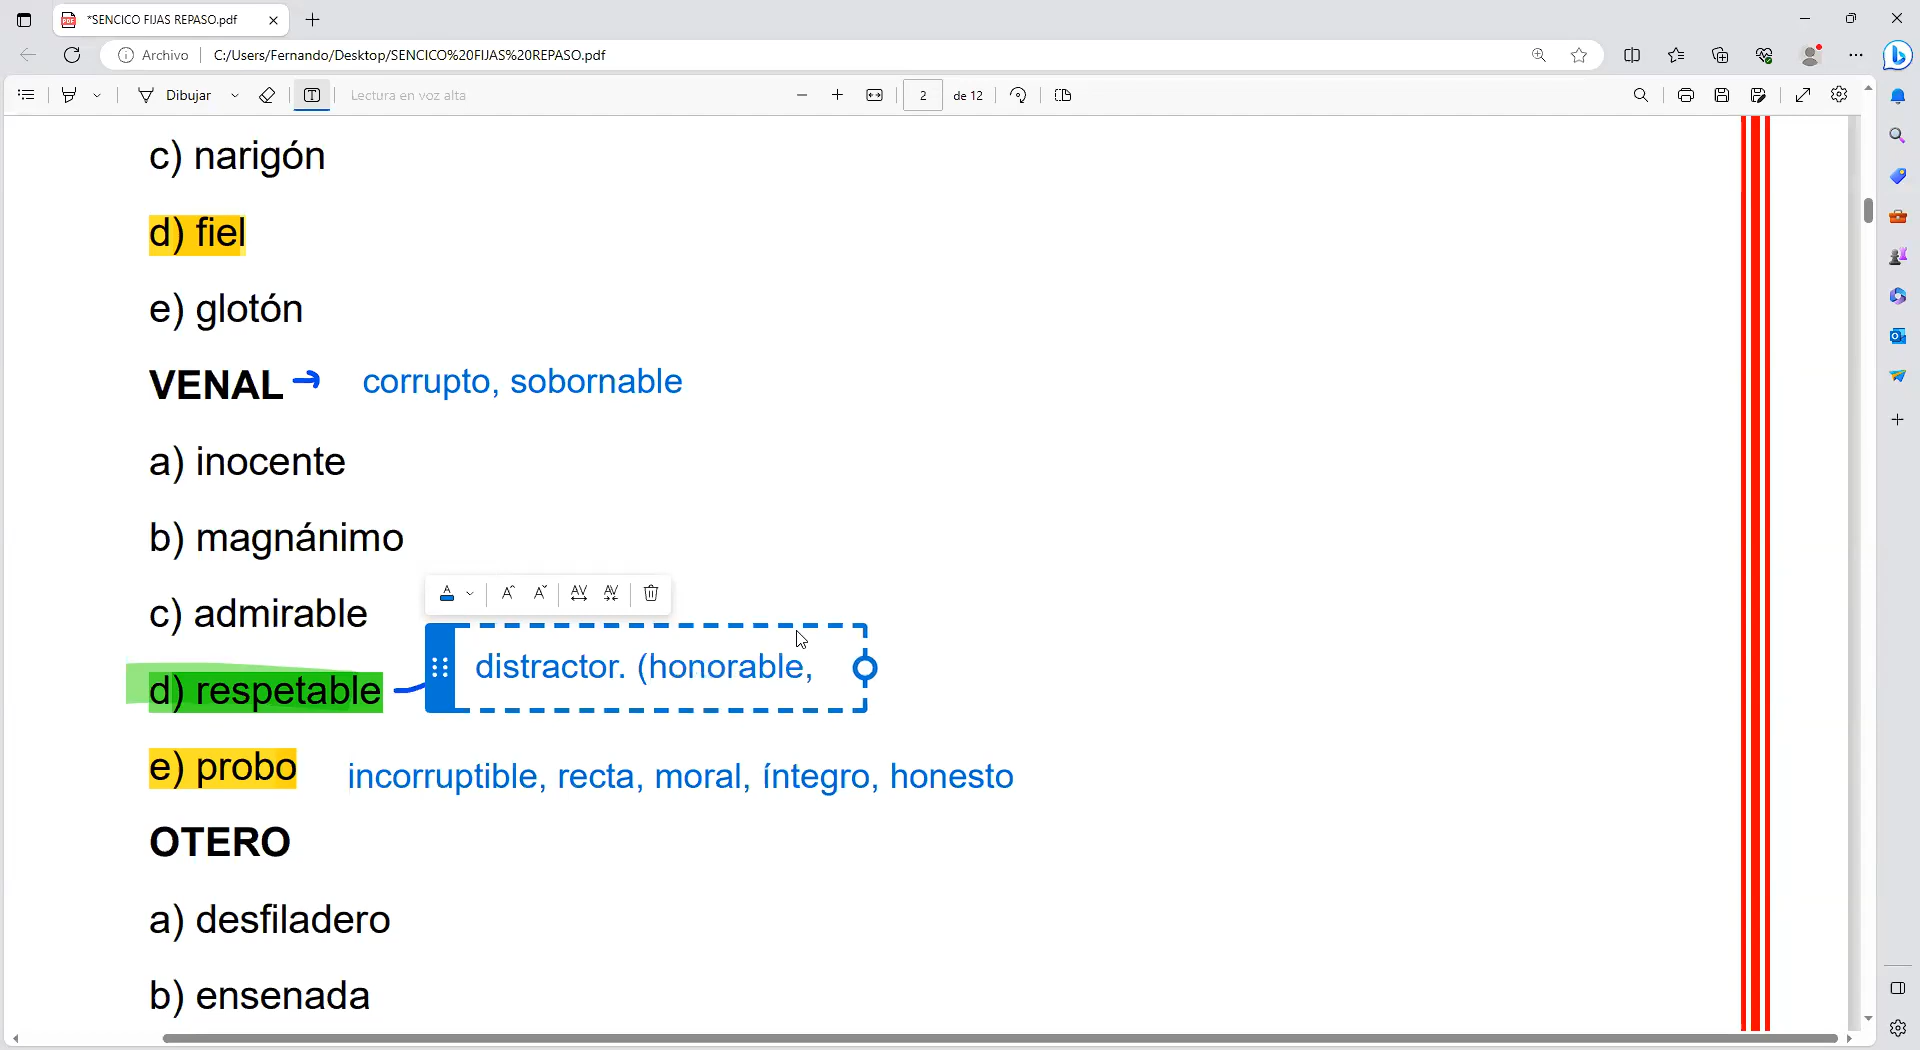 *SENCICO FIJAS REPASO.pdf
Archivo
C:/Users/Fernando/Desktop/SENCICO%20FIJAS%20REPASO.pdf
Dibujar
Lectura en voz alta
2
de 12
c) narigón
d) fiel
e) glotón
VENAL corrupto, sobornable
a) inocente
b) magnánimo
c) admirable
distractor. (honorable,
d) respetable
e) probo incorruptible, recta, moral, íntegro, honesto
OTERO
a) desfiladero
b) ensenada